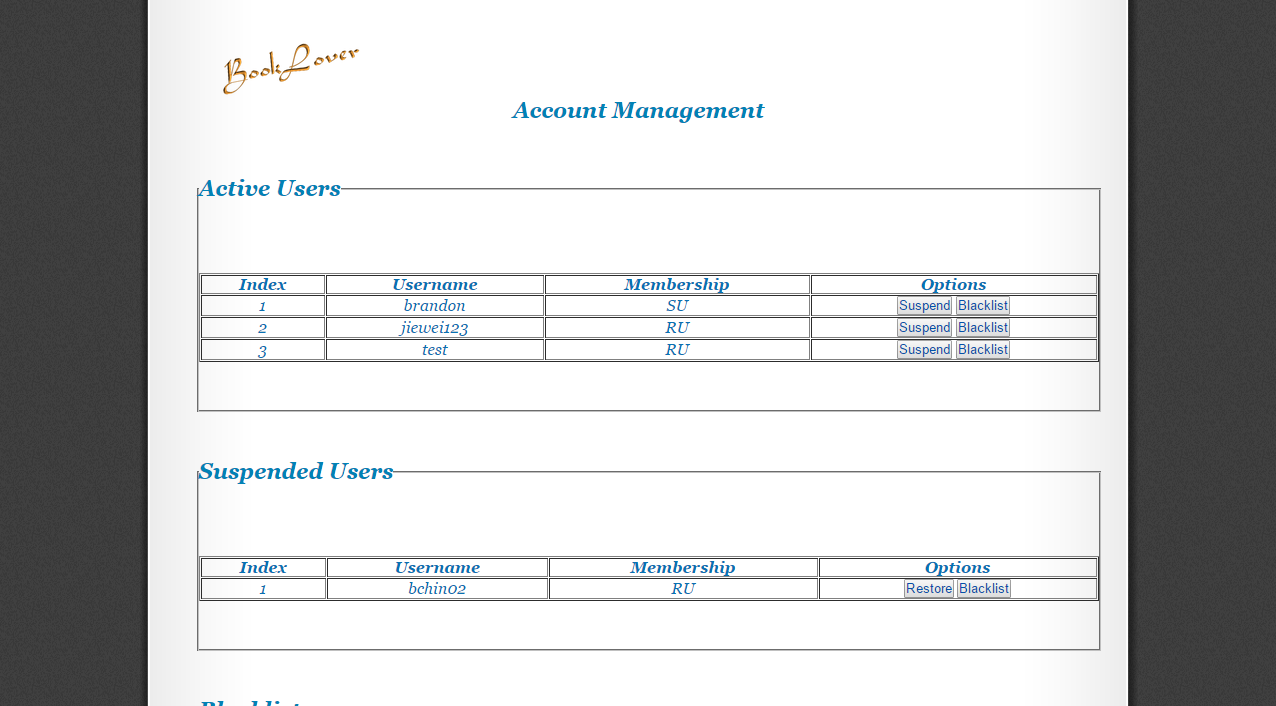 BookLover
Account Management
Active Users
Index Username Membership Options
1 brandon SU Suspend Blacklist
2 jiewei123 RU Suspend Blacklist
3 test RU Suspend Blacklist
Suspended Users
Index Username Membership Options
1 bchin02 RU Restore Blacklist